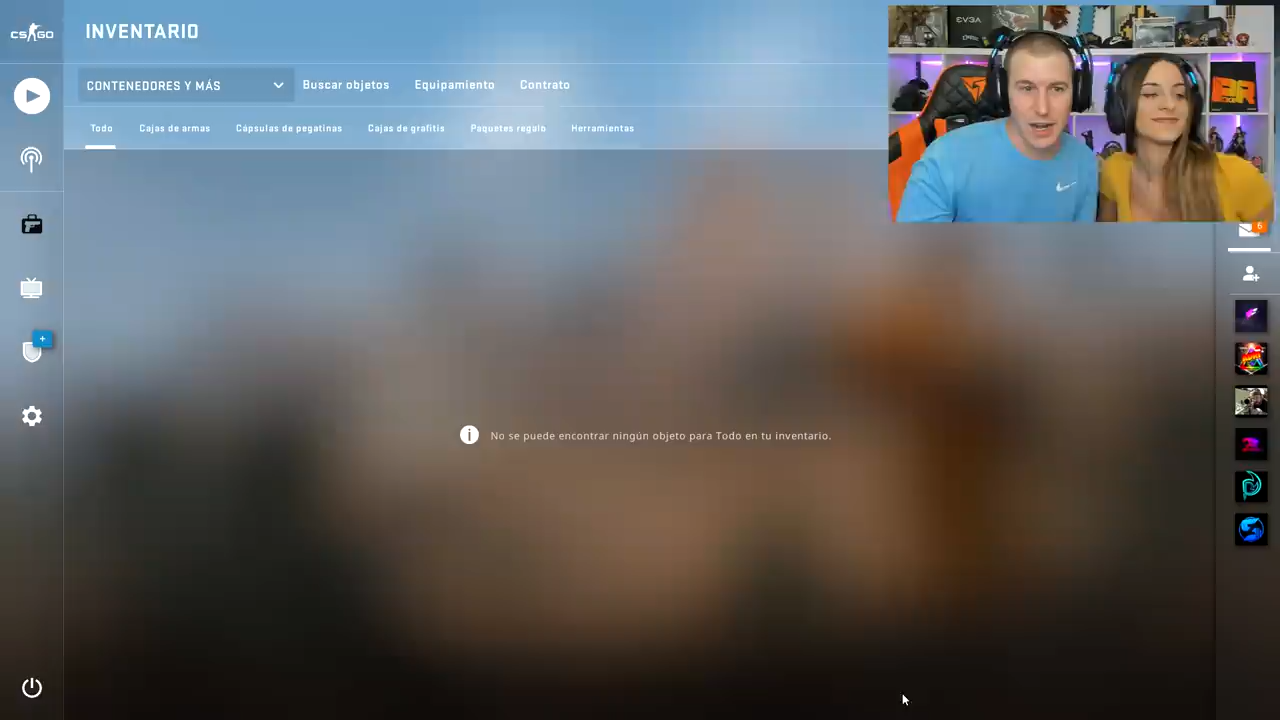 CS GO
INVENTARIO
EVGA
CONTENEDORES Y MÁS
Buscar objetos
Equipamiento
Contrato
Todo
Cajas de armas
Cápsulas de pegatinas
Cajas de grafitis
Paquetes regalo
Herramientas
6
+
No se puede encontrar ningún objeto para Todo en tu inventario.